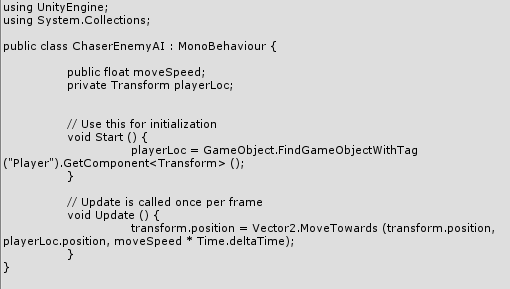 using UnityEngine;
using System.Collections;
public class ChaserEnemyAI : MonoBehaviour {
public float moveSpeed;
private Transform playerLoc;
// Use this for initialization
void Start () {
playerLoc = GameObject.FindGameObjectWithTag
("Player").GetComponent<Transform> ();
}
// Update is called once per frame
void Update () {
transform.position = Vector2.MoveTowards (transform.position,
playerLoc.position, moveSpeed * Time.deltaTime);
}
}